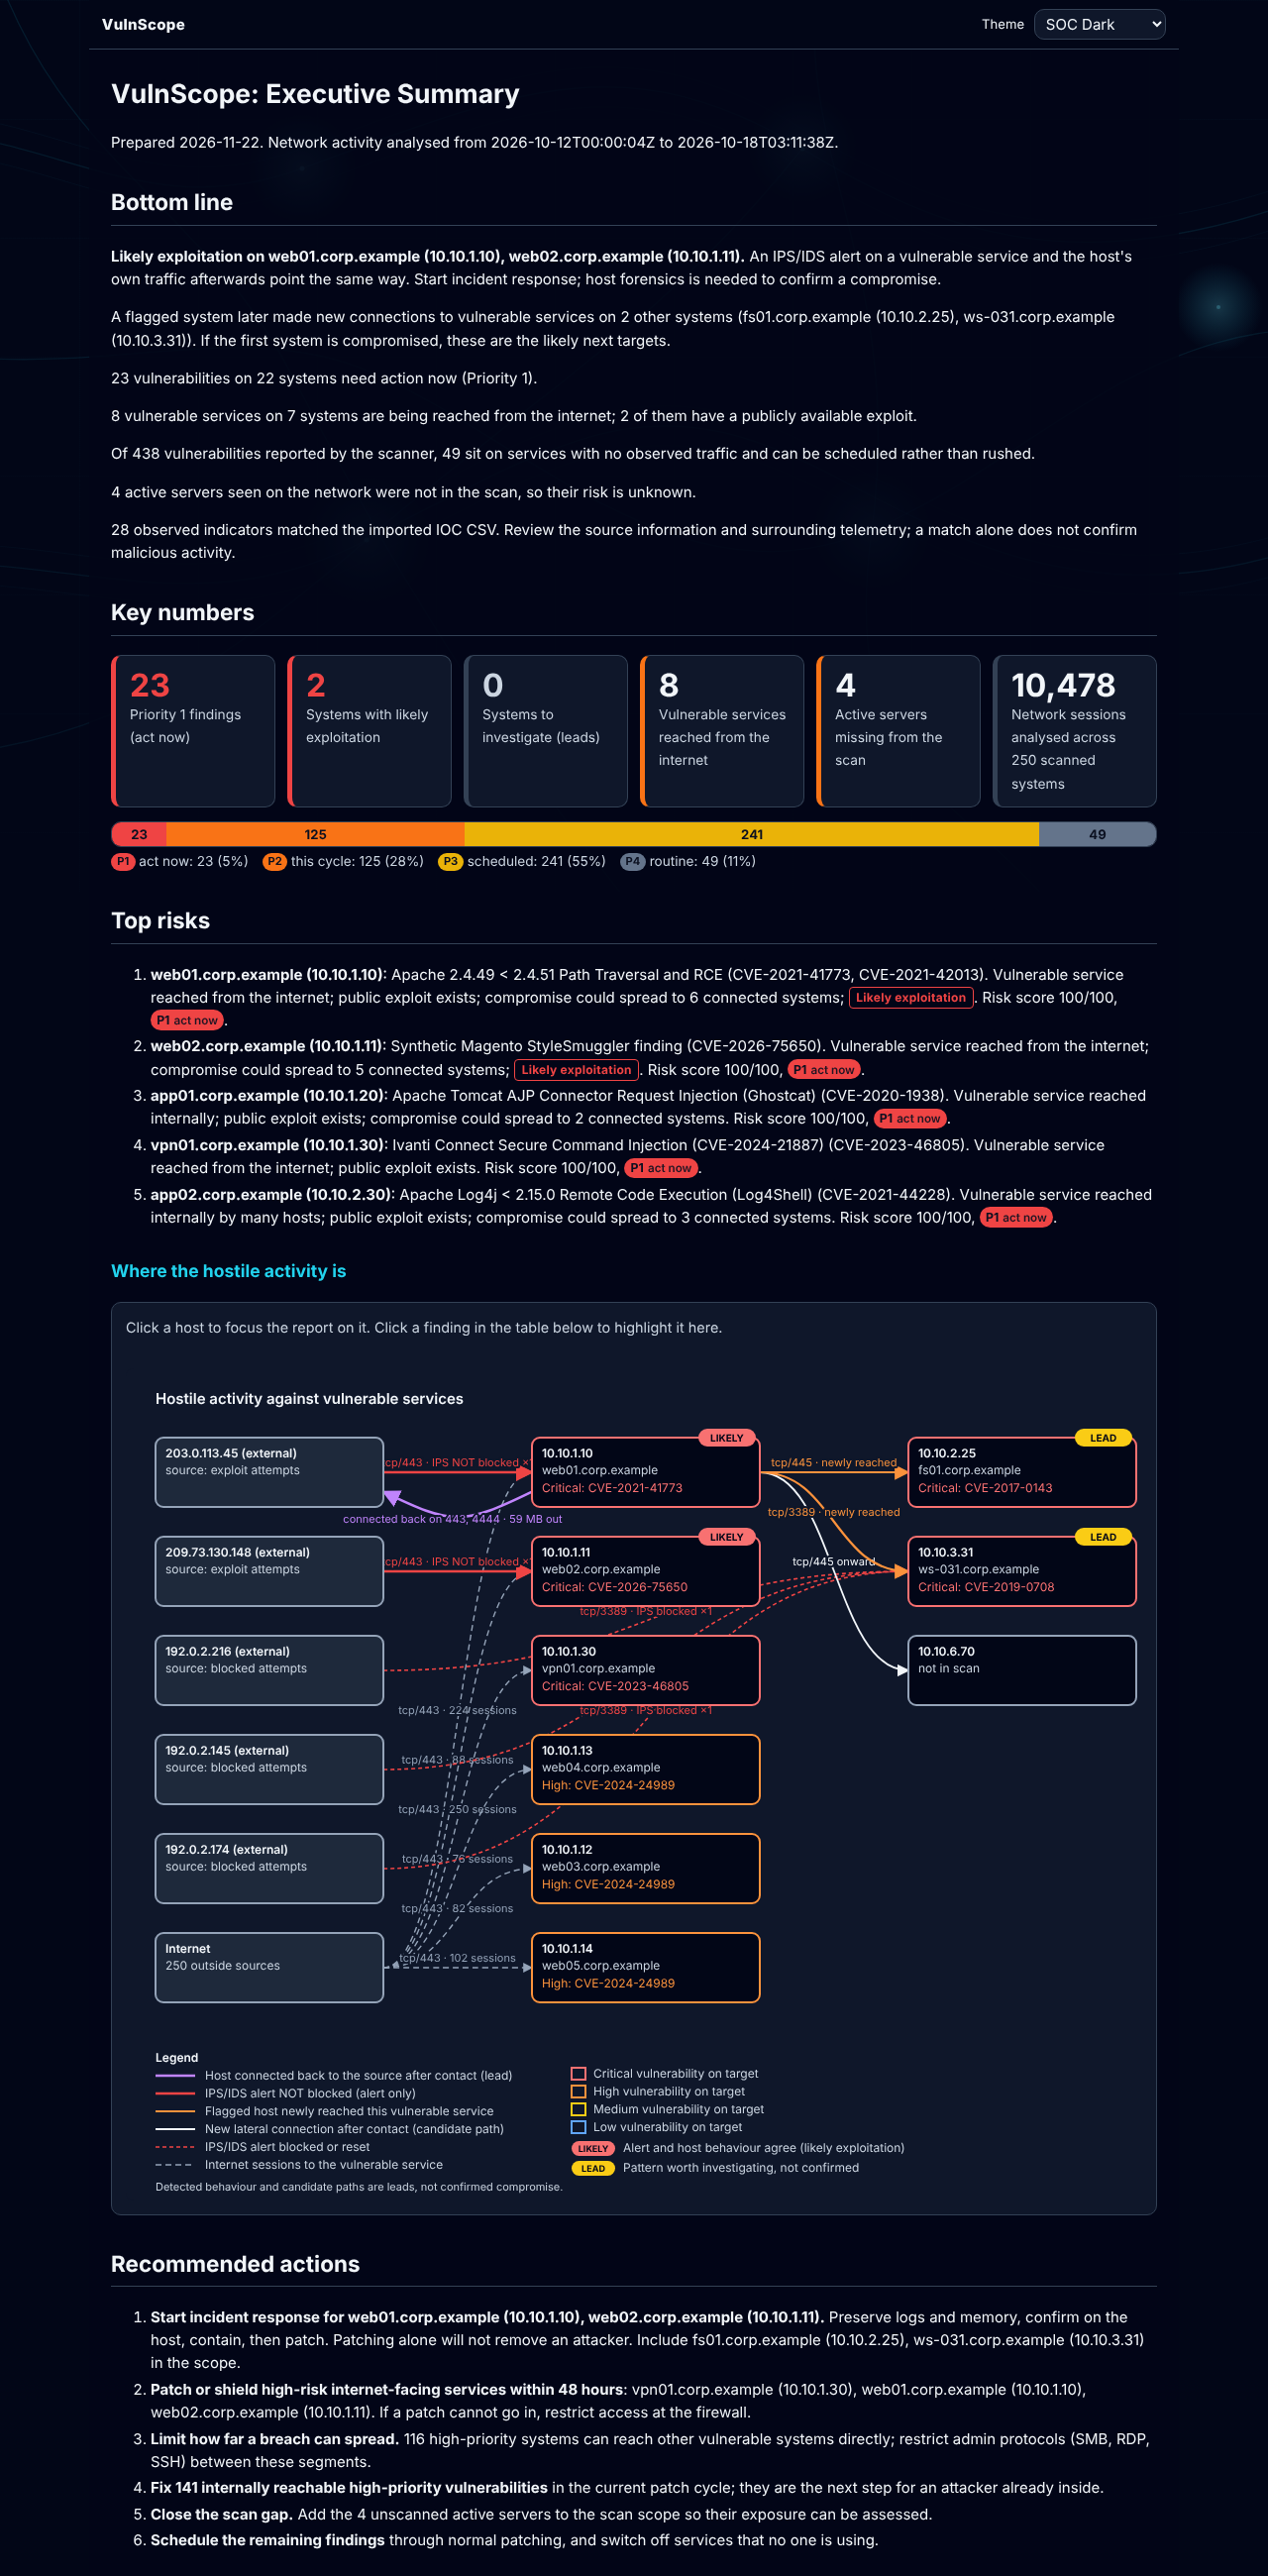 VulnScope
Theme
SOC Dark
VulnScope: Executive Summary
Prepared 2026-11-22. Network activity analysed from 2026-10-12T00:00:04Z to 2026-10-18T03:11:38Z.
Bottom line
Likely exploitation on web01.corp.example (10.10.1.10), web02.corp.example (10.10.1.11). An IPS/IDS alert on a vulnerable service and the host's
own traffic afterwards point the same way. Start incident response; host forensics is needed to confirm a compromise.
A flagged system later made new connections to vulnerable services on 2 other systems (fs01.corp.example (10.10.2.25), ws-031.corp.example
(10.10.3.31)). If the first system is compromised, these are the likely next targets.
23 vulnerabilities on 22 systems need action now (Priority 1).
8 vulnerable services on 7 systems are being reached from the internet; 2 of them have a publicly available exploit.
Of 438 vulnerabilities reported by the scanner, 49 sit on services with no observed traffic and can be scheduled rather than rushed.
4 active servers seen on the network were not in the scan, so their risk is unknown.
28 observed indicators matched the imported IOC CSV. Review the source information and surrounding telemetry; a match alone does not confirm
malicious activity.
Key numbers
23
Priority 1 findings
(act now)
2
Systems with likely
exploitation
0
Systems to
investigate (leads)
8
Vulnerable services
reached from the
internet
4
Active servers
missing from the
scan
10,478
Network sessions
analysed across
250 scanned
systems
23 125 241 49
P1 act now: 23 (5%) P2 this cycle: 125 (28%) P3 scheduled: 241 (55%) P4 routine: 49 (11%)
Top risks
1. web01.corp.example (10.10.1.10): Apache 2.4.49 < 2.4.51 Path Traversal and RCE (CVE-2021-41773, CVE-2021-42013). Vulnerable service
reached from the internet; public exploit exists; compromise could spread to 6 connected systems; Likely exploitation. Risk score 100/100,
P1 act now.
2. web02.corp.example (10.10.1.11): Synthetic Magento StyleSmuggler finding (CVE-2026-75650). Vulnerable service reached from the internet;
compromise could spread to 5 connected systems; Likely exploitation. Risk score 100/100, P1 act now.
3. app01.corp.example (10.10.1.20): Apache Tomcat AJP Connector Request Injection (Ghostcat) (CVE-2020-1938). Vulnerable service reached
internally; public exploit exists; compromise could spread to 2 connected systems. Risk score 100/100, P1 act now.
4. vpn01.corp.example (10.10.1.30): Ivanti Connect Secure Command Injection (CVE-2024-21887) (CVE-2023-46805). Vulnerable service
reached from the internet; public exploit exists. Risk score 100/100, P1 act now.
5. app02.corp.example (10.10.2.30): Apache Log4j < 2.15.0 Remote Code Execution (Log4Shell) (CVE-2021-44228). Vulnerable service reached
internally by many hosts; public exploit exists; compromise could spread to 3 connected systems. Risk score 100/100, P1 act now.
Where the hostile activity is
Click a host to focus the report on it. Click a finding in the table below to highlight it here.
Hostile activity against vulnerable services
203.0.113.45 (external)
source: exploit attempts
cp/443 · IPS NOT blocked
connected back on 443, 4444 · 59 MB out
LIKELY
10.10.1.10
web01.corp.example
Critical: CVE-2021-41773
tcp/445 · newly reached
tcp/3389 · newly reached
tcp/445 onward
LEAD
10.10.2.25
fs01.corp.example
Critical: CVE-2017-0143
209.73.130.148 (external)
source: exploit attempts
cp/443 · IPS NOT blocked
LIKELY
10.10.1.11
web02.corp.example
Critical: CVE-2026-75650
tcp/3389 · IPS blocked ×1
LEAD
10.10.3.31
ws-031.corp.example
Critical: CVE-2019-0708
192.0.2.216 (external)
source: blocked attempts
tcp/443 · 224 sessions
10.10.1.30
vpn01.corp.example
Critical: CVE-2023-46805
tcp/3389 · IPS blocked ×1
10.10.6.70
not in scan
192.0.2.145 (external)
source: blocked attempts
tcp/443 · 88 sessions
tcp/443 · 250 sessions
10.10.1.13
web04.corp.example
High: CVE-2024-24989
192.0.2.174 (external)
source: blocked attempts
tcp/443 · 76 sessions
tcp/443 · 82 sessions
10.10.1.12
web03.corp.example
High: CVE-2024-24989
Internet
250 outside sources
tcp/443 · 102 sessions
10.10.1.14
web05.corp.example
High: CVE-2024-24989
Legend
Host connected back to the source after contact (lead)
IPS/IDS alert NOT blocked (alert only)
Flagged host newly reached this vulnerable service
New lateral connection after contact (candidate path)
IPS/IDS alert blocked or reset
Internet sessions to the vulnerable service
Critical vulnerability on target
High vulnerability on target
Medium vulnerability on target
Low vulnerability on target
LIKELY Alert and host behaviour agree (likely exploitation)
LEAD Pattern worth investigating, not confirmed
Detected behaviour and candidate paths are leads, not confirmed compromise.
Recommended actions
1. Start incident response for web01.corp.example (10.10.1.10), web02.corp.example (10.10.1.11). Preserve logs and memory, confirm on the
host, contain, then patch. Patching alone will not remove an attacker. Include fs01.corp.example (10.10.2.25), ws-031.corp.example (10.10.3.31)
in the scope.
2. Patch or shield high-risk internet-facing services within 48 hours: vpn01.corp.example (10.10.1.30), web01.corp.example (10.10.1.10),
web02.corp.example (10.10.1.11). If a patch cannot go in, restrict access at the firewall.
3. Limit how far a breach can spread. 116 high-priority systems can reach other vulnerable systems directly; restrict admin protocols (SMB, RDP,
SSH) between these segments.
4. Fix 141 internally reachable high-priority vulnerabilities in the current patch cycle; they are the next step for an attacker already inside.
5. Close the scan gap. Add the 4 unscanned active servers to the scan scope so their exposure can be assessed.
6. Schedule the remaining findings through normal patching, and switch off services that no one is using.